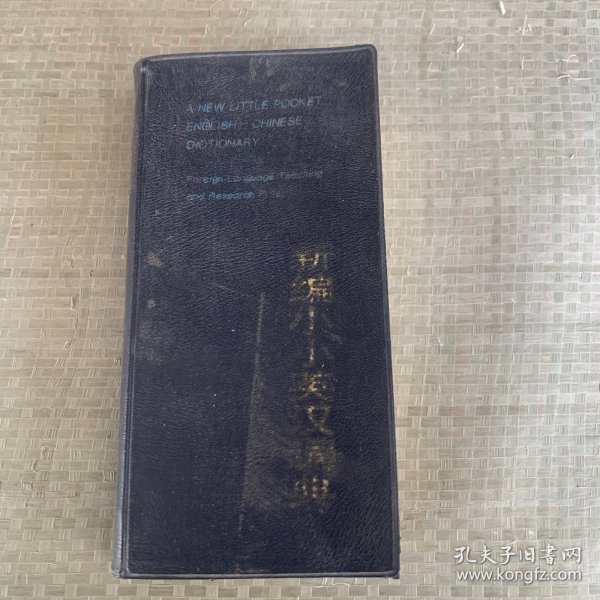 A NEW LITTLE POCKET
ENGLISH-CHINESE
DICTIONARY
Foreign Language Teaching
and Research Press
新编小小英汉词典
孔夫子旧书网
www.kongfz.com